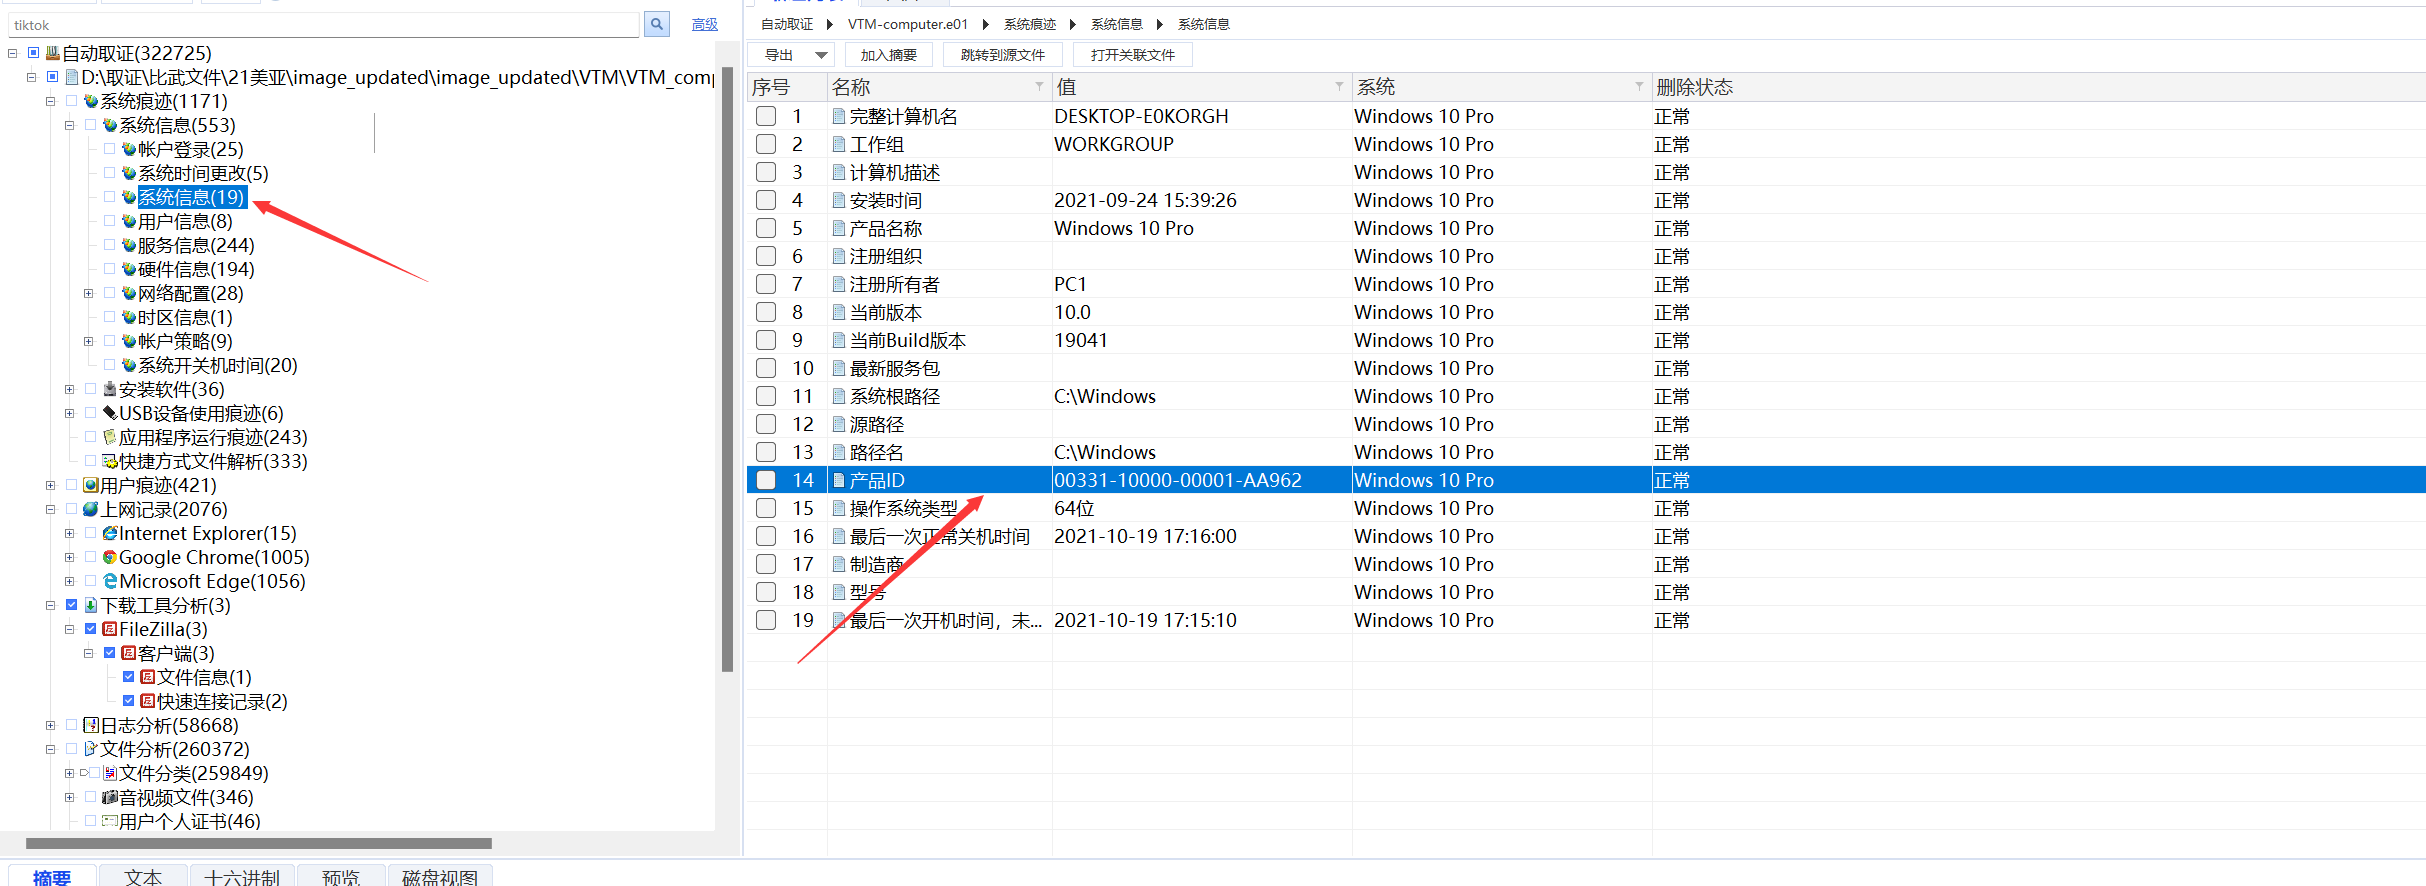 tiktok
高级
自动取证(322725)
D:\取证\比武文件\21美亚\image_updated\image_updated\VTM\VTM_comp
系统痕迹(1171)
系统信息(553)
帐户登录(25)
系统时间更改(5)
系统信息(19)
用户信息(8)
服务信息(244)
硬件信息(194)
网络配置(28)
时区信息(1)
帐户策略(9)
系统开关机时间(20)
安装软件(36)
USB设备使用痕迹(6)
应用程序运行痕迹(243)
快捷方式文件解析(333)
用户痕迹(421)
上网记录(2076)
Internet Explorer(15)
Google Chrome(1005)
Microsoft Edge(1056)
下载工具分析(3)
FileZilla(3)
客户端(3)
文件信息(1)
快速连接记录(2)
日志分析(58668)
文件分析(260372)
文件分类(259849)
音视频文件(346)
用户个人证书(46)
摘要 文本 十六进制 预览 磁盘视图
自动取证 VTM-computer.e01 系统痕迹 系统信息 系统信息
导出 加入摘要 跳转到源文件 打开关联文件
序号 名称 值 系统 删除状态
1 完整计算机名 DESKTOP-E0KORGH Windows 10 Pro 正常
2 工作组 WORKGROUP Windows 10 Pro 正常
3 计算机描述 Windows 10 Pro 正常
4 安装时间 2021-09-24 15:39:26 Windows 10 Pro 正常
5 产品名称 Windows 10 Pro Windows 10 Pro 正常
6 注册组织 Windows 10 Pro 正常
7 注册所有者 PC1 Windows 10 Pro 正常
8 当前版本 10.0 Windows 10 Pro 正常
9 当前Build版本 19041 Windows 10 Pro 正常
10 最新服务包 Windows 10 Pro 正常
11 系统根路径 C:\Windows Windows 10 Pro 正常
12 源路径 Windows 10 Pro 正常
13 路径名 C:\Windows Windows 10 Pro 正常
14 产品ID 00331-10000-00001-AA962 Windows 10 Pro 正常
15 操作系统类型 64位 Windows 10 Pro 正常
16 最后一次正常关机时间 2021-10-19 17:16:00 Windows 10 Pro 正常
17 制造商 Windows 10 Pro 正常
18 型号 Windows 10 Pro 正常
19 最后一次开机时间，未... 2021-10-19 17:15:10 Windows 10 Pro 正常